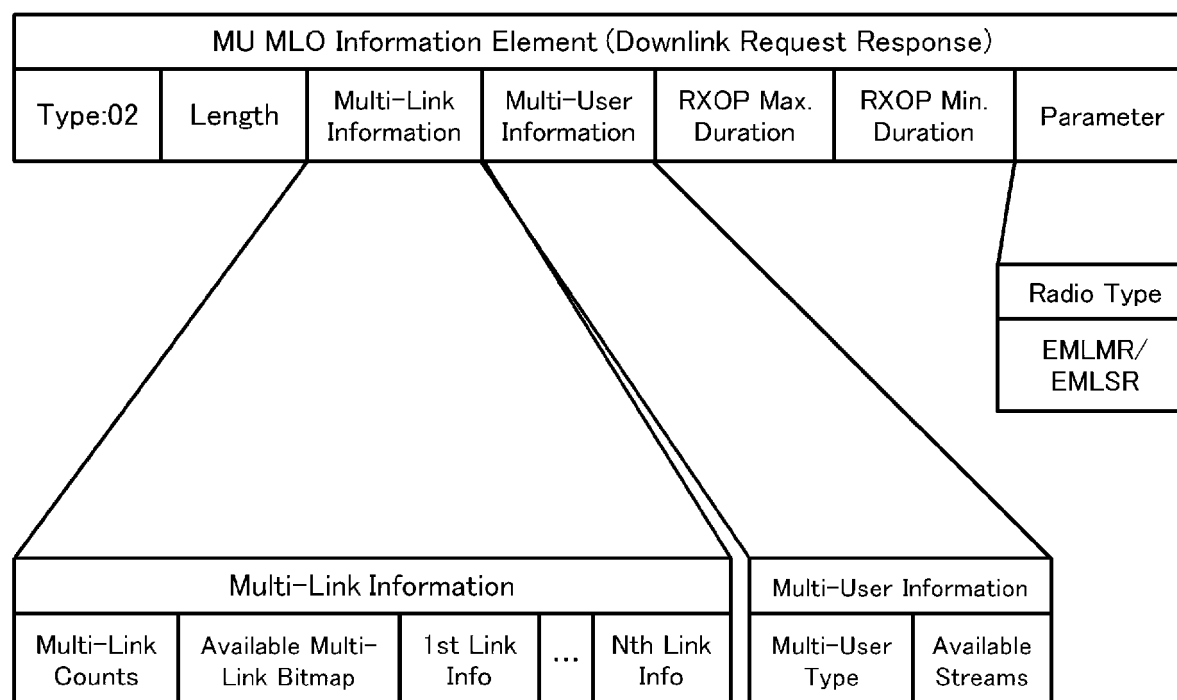 MU MLO Information Element (Downlink Request Response)
Type:02
Length
Multi-Link
Information
Multi-User
Information
RXOP Max.
Duration
RXOP Min.
Duration
Parameter
Radio Type
EMLMR/
EMLSR
Multi-Link Information
Multi-Link
Counts
Available Multi-
Link Bitmap
1st Link
Info
...
Nth Link
Info
Multi-User Information
Multi-User
Type
Available
Streams